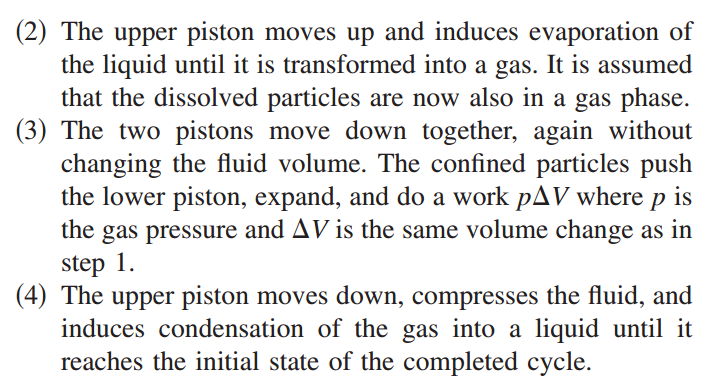 (2) The upper piston moves up and induces evaporation of
the liquid until it is transformed into a gas. It is assumed
that the dissolved particles are now also in a gas phase.
(3) The two pistons move down together, again without
changing the fluid volume. The confined particles push
the lower piston, expand, and do a work pΔV where p is
the gas pressure and ΔV is the same volume change as in
step 1.
(4) The upper piston moves down, compresses the fluid, and
induces condensation of the gas into a liquid until it
reaches the initial state of the completed cycle.